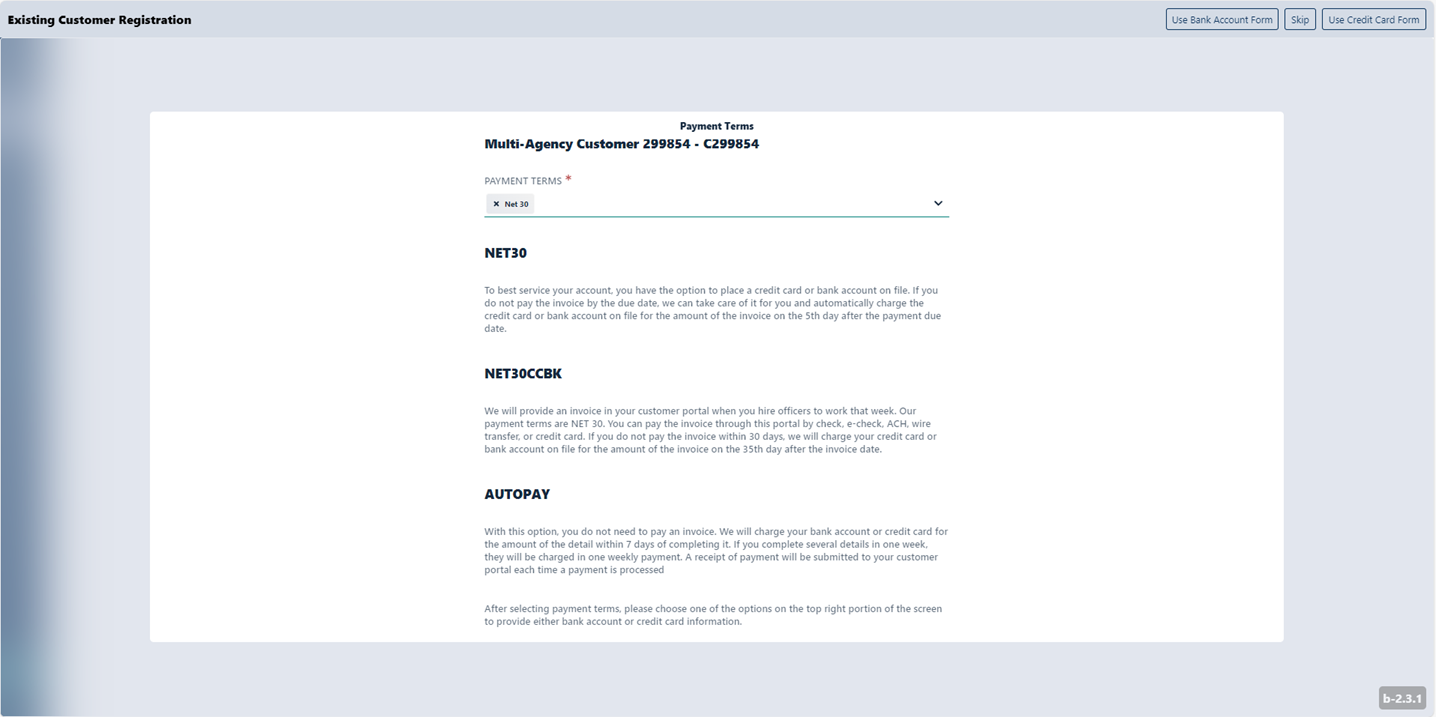 Existing Customer Registration
Use Bank Account Form
Skip
Use Credit Card Form
Payment Terms
Multi-Agency Customer 299854 - C299854
PAYMENT TERMS *
× Net 30
NET30
To best service your account, you have the option to place a credit card or bank account on file. If you
do not pay the invoice by the due date, we can take care of it for you and automatically charge the
credit card or bank account on file for the amount of the invoice on the 5th day after the payment due
date.
NET30CCBK
We will provide an invoice in your customer portal when you hire officers to work that week. Our
payment terms are NET 30. You can pay the invoice through this portal by check, e-check, ACH, wire
transfer, or credit card. If you do not pay the invoice within 30 days, we will charge your credit card or
bank account on file for the amount of the invoice on the 35th day after the invoice date.
AUTOPAY
With this option, you do not need to pay an invoice. We will charge your bank account or credit card for
the amount of the detail within 7 days of completing it. If you complete several details in one week,
they will be charged in one weekly payment. A receipt of payment will be submitted to your customer
portal each time a payment is processed
After selecting payment terms, please choose one of the options on the top right portion of the screen
to provide either bank account or credit card information.
b-2.3.1